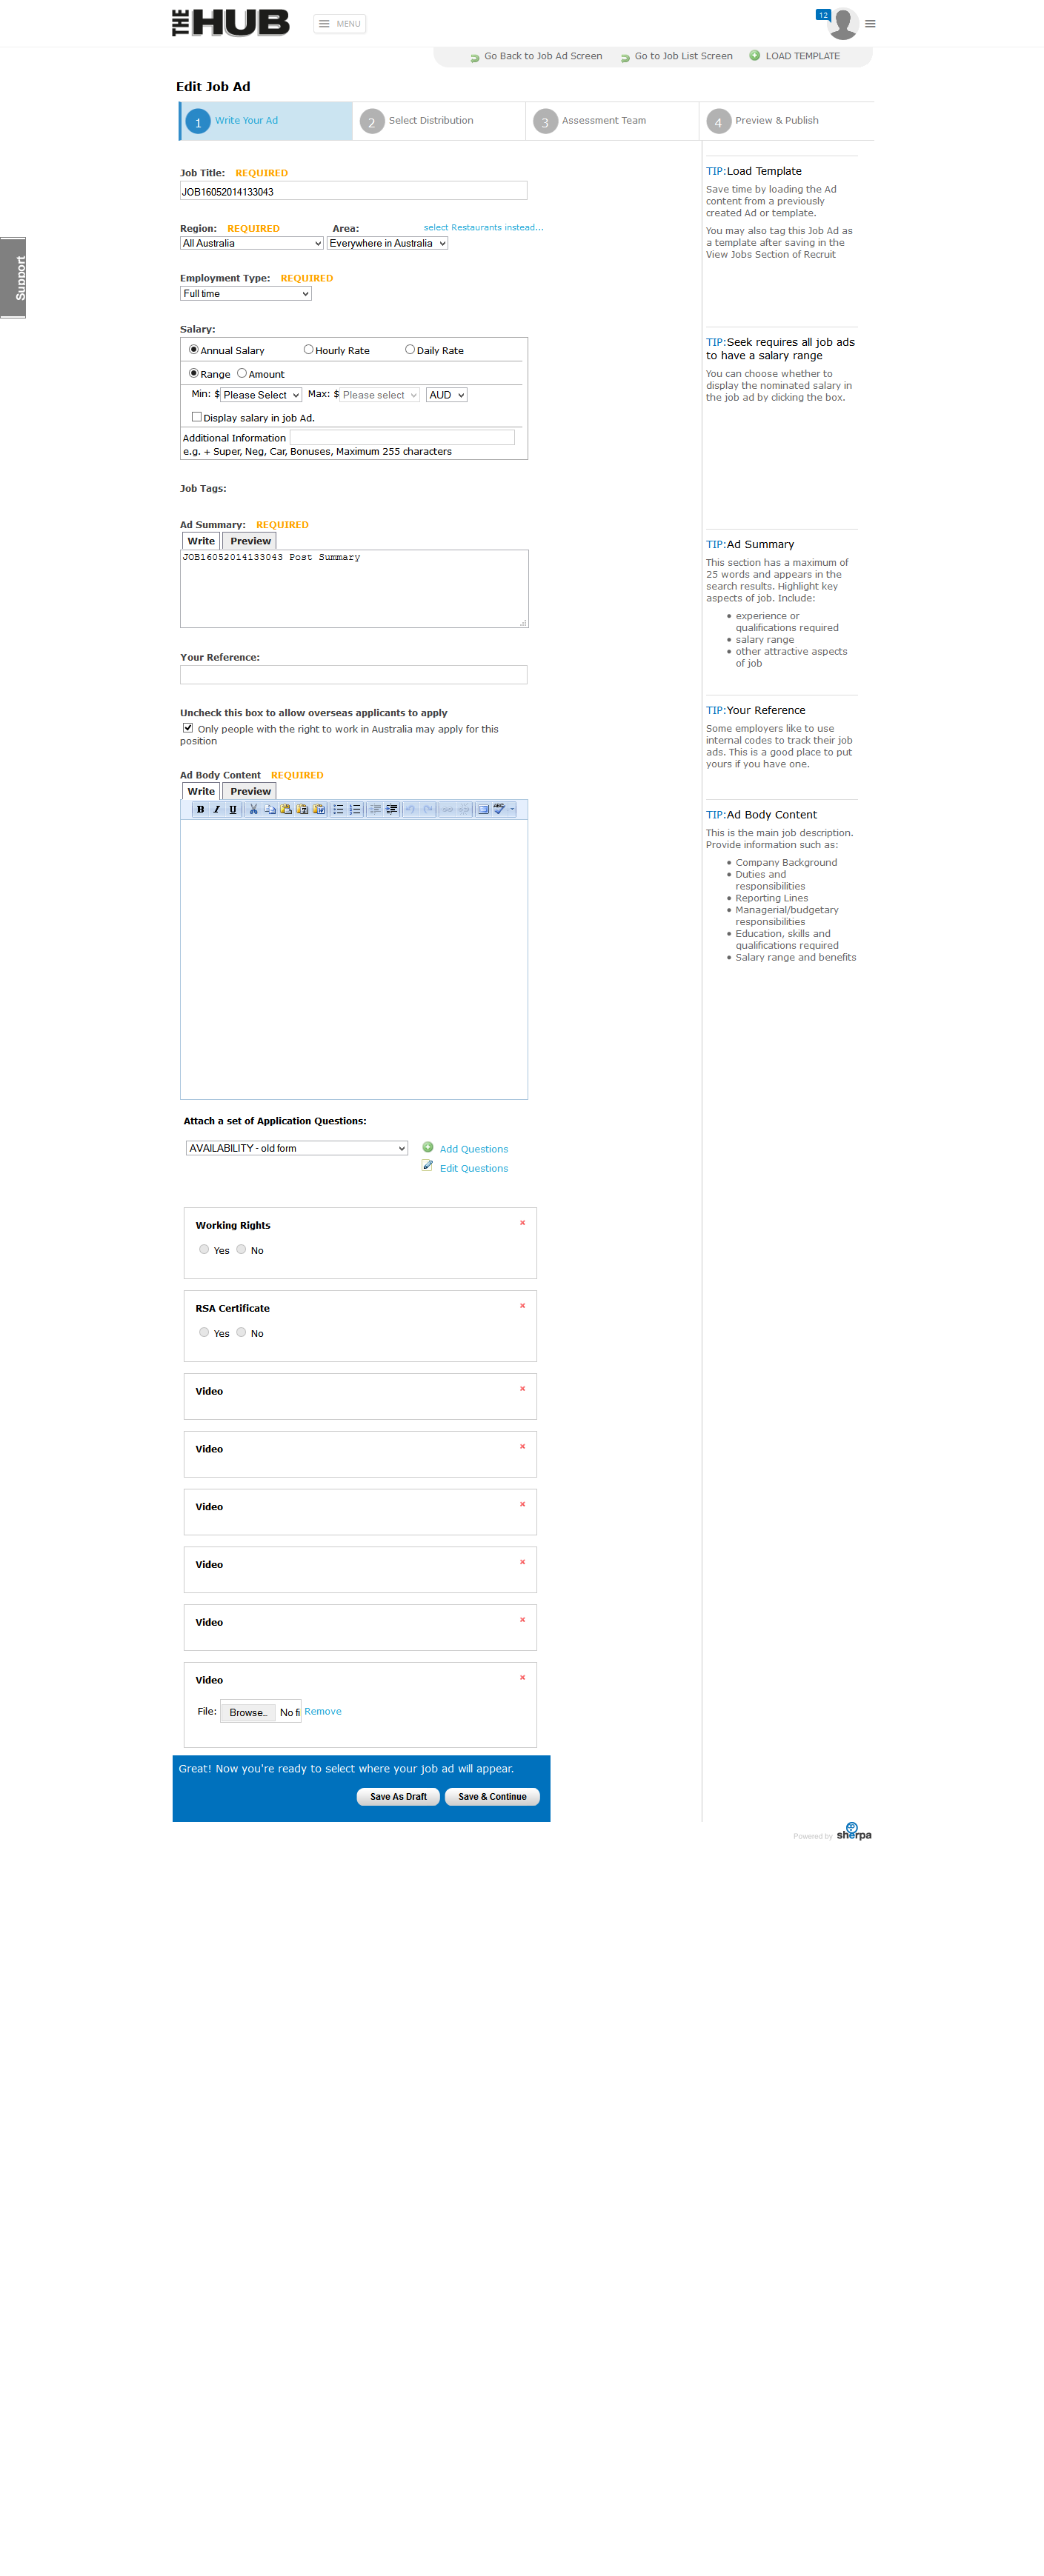 THE HUB
MENU
12
Go Back to Job Ad Screen
Go to Job List Screen
LOAD TEMPLATE
Edit Job Ad
1 Write Your Ad
2 Select Distribution
3 Assessment Team
4 Preview & Publish
Support
Job Title: REQUIRED
JOB16052014133043
Region: REQUIRED
Area:
select Restaurants instead...
All Australia
Everywhere in Australia
Employment Type: REQUIRED
Full time
Salary:
Annual Salary
Hourly Rate
Daily Rate
Range
Amount
Min: $ Please Select
Max: $ Please select
AUD
Display salary in job Ad.
Additional Information
e.g. + Super, Neg, Car, Bonuses, Maximum 255 characters
Job Tags:
Ad Summary: REQUIRED
Write
Preview
JOB16052014133043 Post Summary
Your Reference:
Uncheck this box to allow overseas applicants to apply
Only people with the right to work in Australia may apply for this
position
Ad Body Content REQUIRED
Write
Preview
B I U
ABC
Attach a set of Application Questions:
AVAILABILITY - old form
Add Questions
Edit Questions
Working Rights
Yes
No
RSA Certificate
Yes
No
Video
Video
Video
Video
Video
Video
File: Browse.. No fi Remove
Great! Now you're ready to select where your job ad will appear.
Save As Draft
Save & Continue
TIP:Load Template
Save time by loading the Ad
content from a previously
created Ad or template.
You may also tag this Job Ad as
a template after saving in the
View Jobs Section of Recruit
TIP:Seek requires all job ads
to have a salary range
You can choose whether to
display the nominated salary in
the job ad by clicking the box.
TIP:Ad Summary
This section has a maximum of
25 words and appears in the
search results. Highlight key
aspects of job. Include:
experience or
qualifications required
salary range
other attractive aspects
of job
TIP:Your Reference
Some employers like to use
internal codes to track their job
ads. This is a good place to put
yours if you have one.
TIP:Ad Body Content
This is the main job description.
Provide information such as:
Company Background
Duties and
responsibilities
Reporting Lines
Managerial/budgetary
responsibilities
Education, skills and
qualifications required
Salary range and benefits
Powered by sherpa